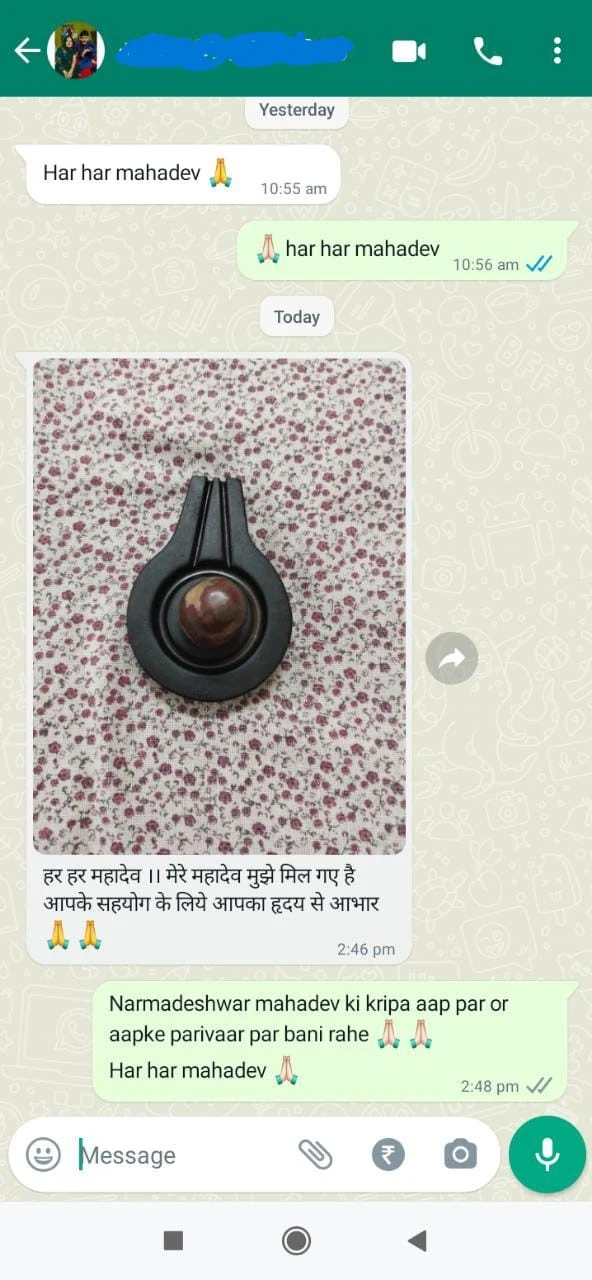 Yesterday
Har har mahadev 🙏
10:55 am
🙏🏻 har har mahadev
10:56 am
Today
हर हर महादेव ।। मेरे महादेव मुझे मिल गए है
आपके सहयोग के लिये आपका हृदय से आभार
🙏 🙏
2:46 pm
Narmadeshwar mahadev ki kripa aap par or
aapke parivaar par bani rahe 🙏🏻 🙏🏻
Har har mahadev 🙏🏻
2:48 pm
Message